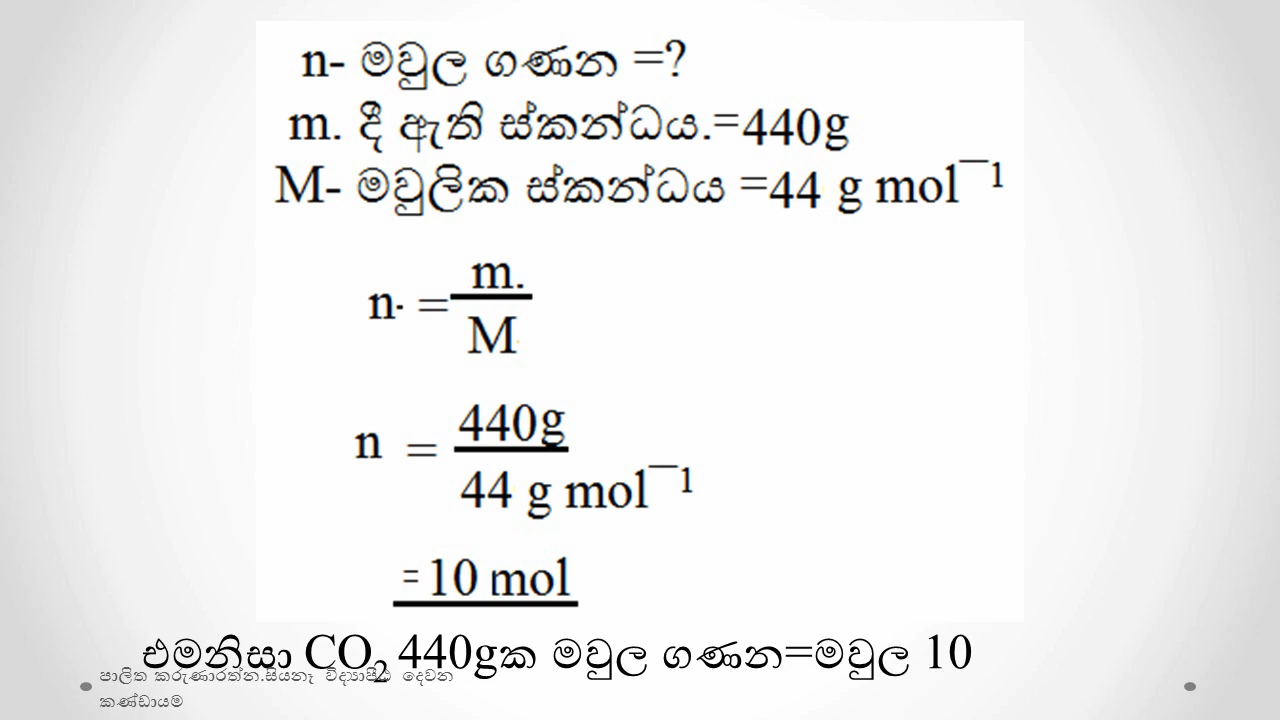 n- මවුල ගණන =?
m. දී ඇති ස්කන්ධය.=440g
M- මවුලික ස්කන්ධය =44 g mol¯¹
n· = m. / M
n = 440g / 44 g mol¯¹
= 10 mol
එමනිසා CO₂ 440gක මවුල ගණන=මවුල 10
පාලිත කරුණාරත්න.සියනෑ විද්‍යාපීඨ දෙවන
කණ්ඩායම